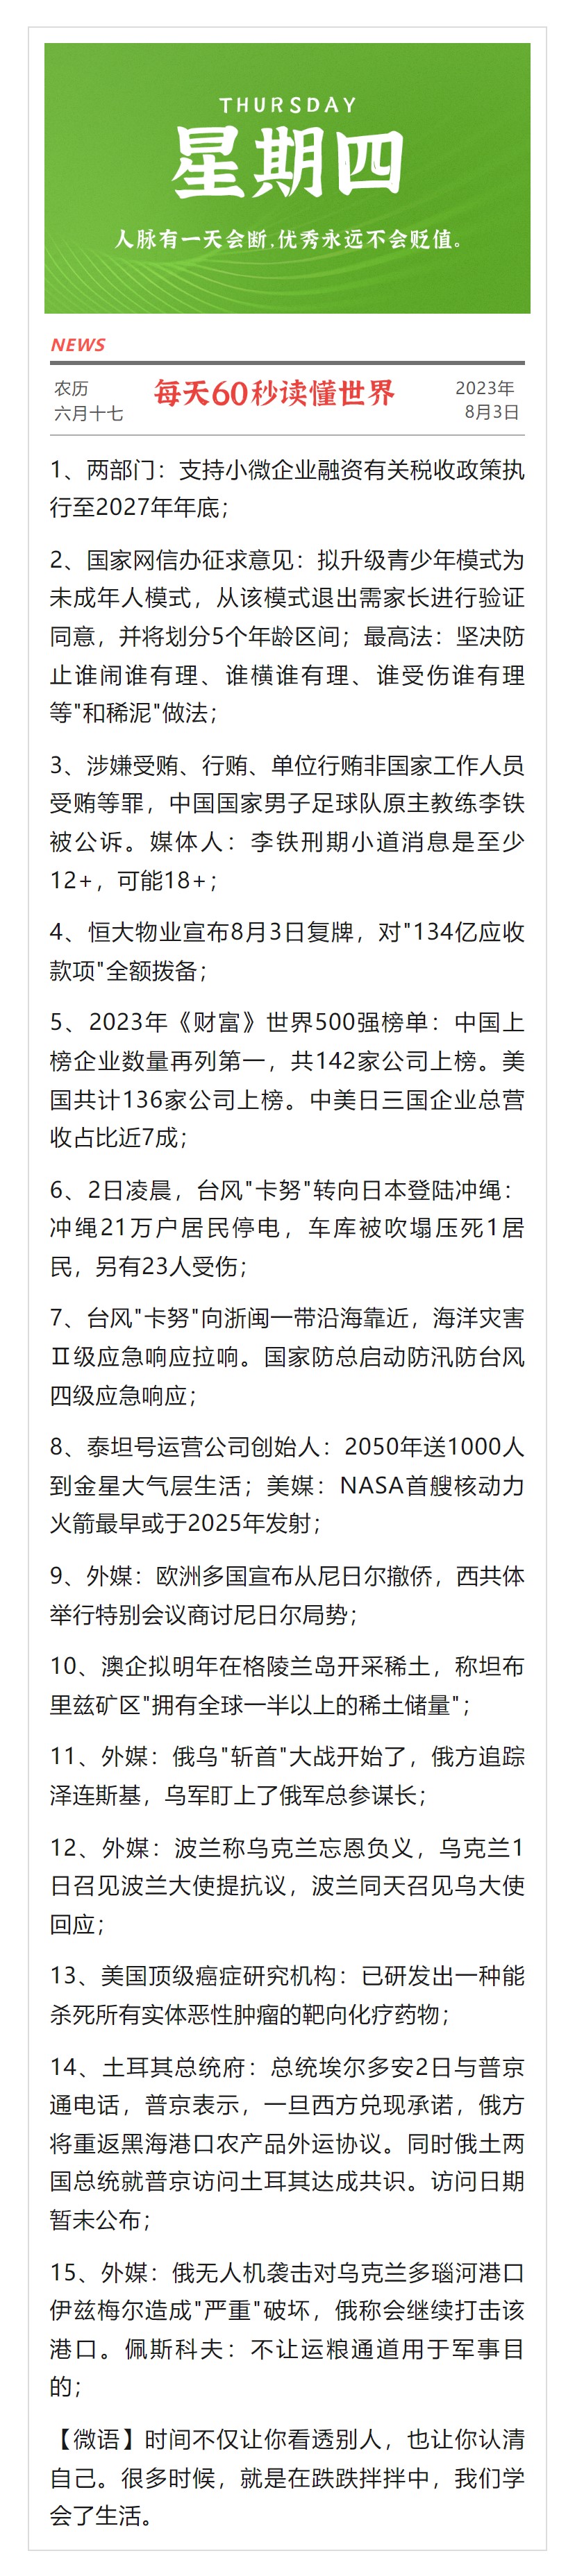 THURSDAY
星期四
人脉有一天会断,优秀永远不会贬值。
NEWS
农历
六月十七
每天60秒读懂世界
2023年
8月3日
1、两部门：支持小微企业融资有关税收政策执
行至2027年年底；
2、国家网信办征求意见：拟升级青少年模式为
未成年人模式，从该模式退出需家长进行验证
同意，并将划分5个年龄区间；最高法：坚决防
止谁闹谁有理、谁横谁有理、谁受伤谁有理
等"和稀泥"做法；
3、涉嫌受贿、行贿、单位行贿非国家工作人员
受贿等罪，中国国家男子足球队原主教练李铁
被公诉。媒体人：李铁刑期小道消息是至少
12+，可能18+；
4、恒大物业宣布8月3日复牌，对"134亿应收
款项"全额拨备；
5、2023年《财富》世界500强榜单：中国上
榜企业数量再列第一，共142家公司上榜。美
国共计136家公司上榜。中美日三国企业总营
收占比近7成；
6、2日凌晨，台风"卡努"转向日本登陆冲绳：
冲绳21万户居民停电，车库被吹塌压死1居
民，另有23人受伤；
7、台风"卡努"向浙闽一带沿海靠近，海洋灾害
Ⅱ级应急响应拉响。国家防总启动防汛防台风
四级应急响应；
8、泰坦号运营公司创始人：2050年送1000人
到金星大气层生活；美媒：NASA首艘核动力
火箭最早或于2025年发射；
9、外媒：欧洲多国宣布从尼日尔撤侨，西共体
举行特别会议商讨尼日尔局势；
10、澳企拟明年在格陵兰岛开采稀土，称坦布
里兹矿区"拥有全球一半以上的稀土储量"；
11、外媒：俄乌"斩首"大战开始了，俄方追踪
泽连斯基，乌军盯上了俄军总参谋长；
12、外媒：波兰称乌克兰忘恩负义，乌克兰1
日召见波兰大使提抗议，波兰同天召见乌大使
回应；
13、美国顶级癌症研究机构：已研发出一种能
杀死所有实体恶性肿瘤的靶向化疗药物；
14、土耳其总统府：总统埃尔多安2日与普京
通电话，普京表示，一旦西方兑现承诺，俄方
将重返黑海港口农产品外运协议。同时俄土两
国总统就普京访问土耳其达成共识。访问日期
暂未公布；
15、外媒：俄无人机袭击对乌克兰多瑙河港口
伊兹梅尔造成"严重"破坏，俄称会继续打击该
港口。佩斯科夫：不让运粮通道用于军事目
的；
【微语】时间不仅让你看透别人，也让你认清
自己。很多时候，就是在跌跌拌拌中，我们学
会了生活。